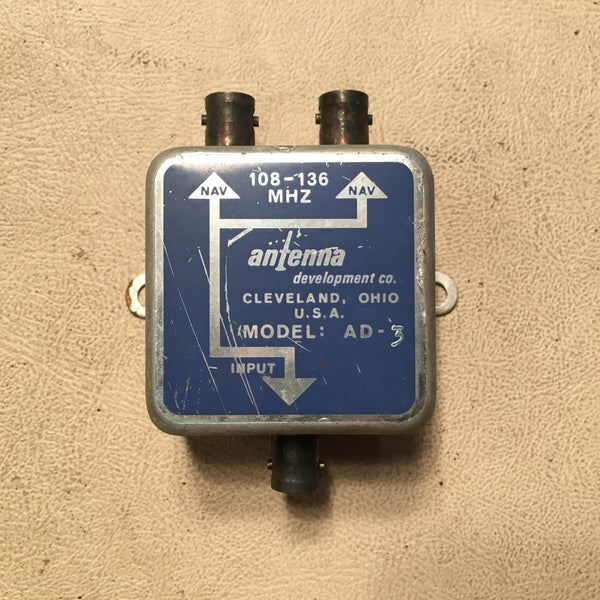 108-136
MHZ
NAV NAV
antenna
development co.
CLEVELAND, OHIO
U.S.A.
MODEL: AD-3
INPUT